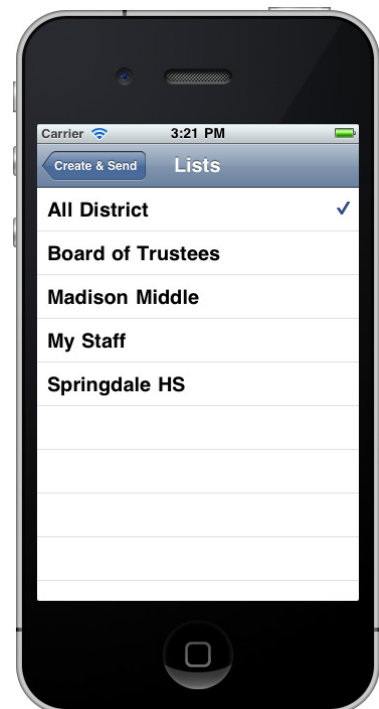 Carrier 3:21 PM
Create & Send Lists
All District
Board of Trustees
Madison Middle
My Staff
Springdale HS